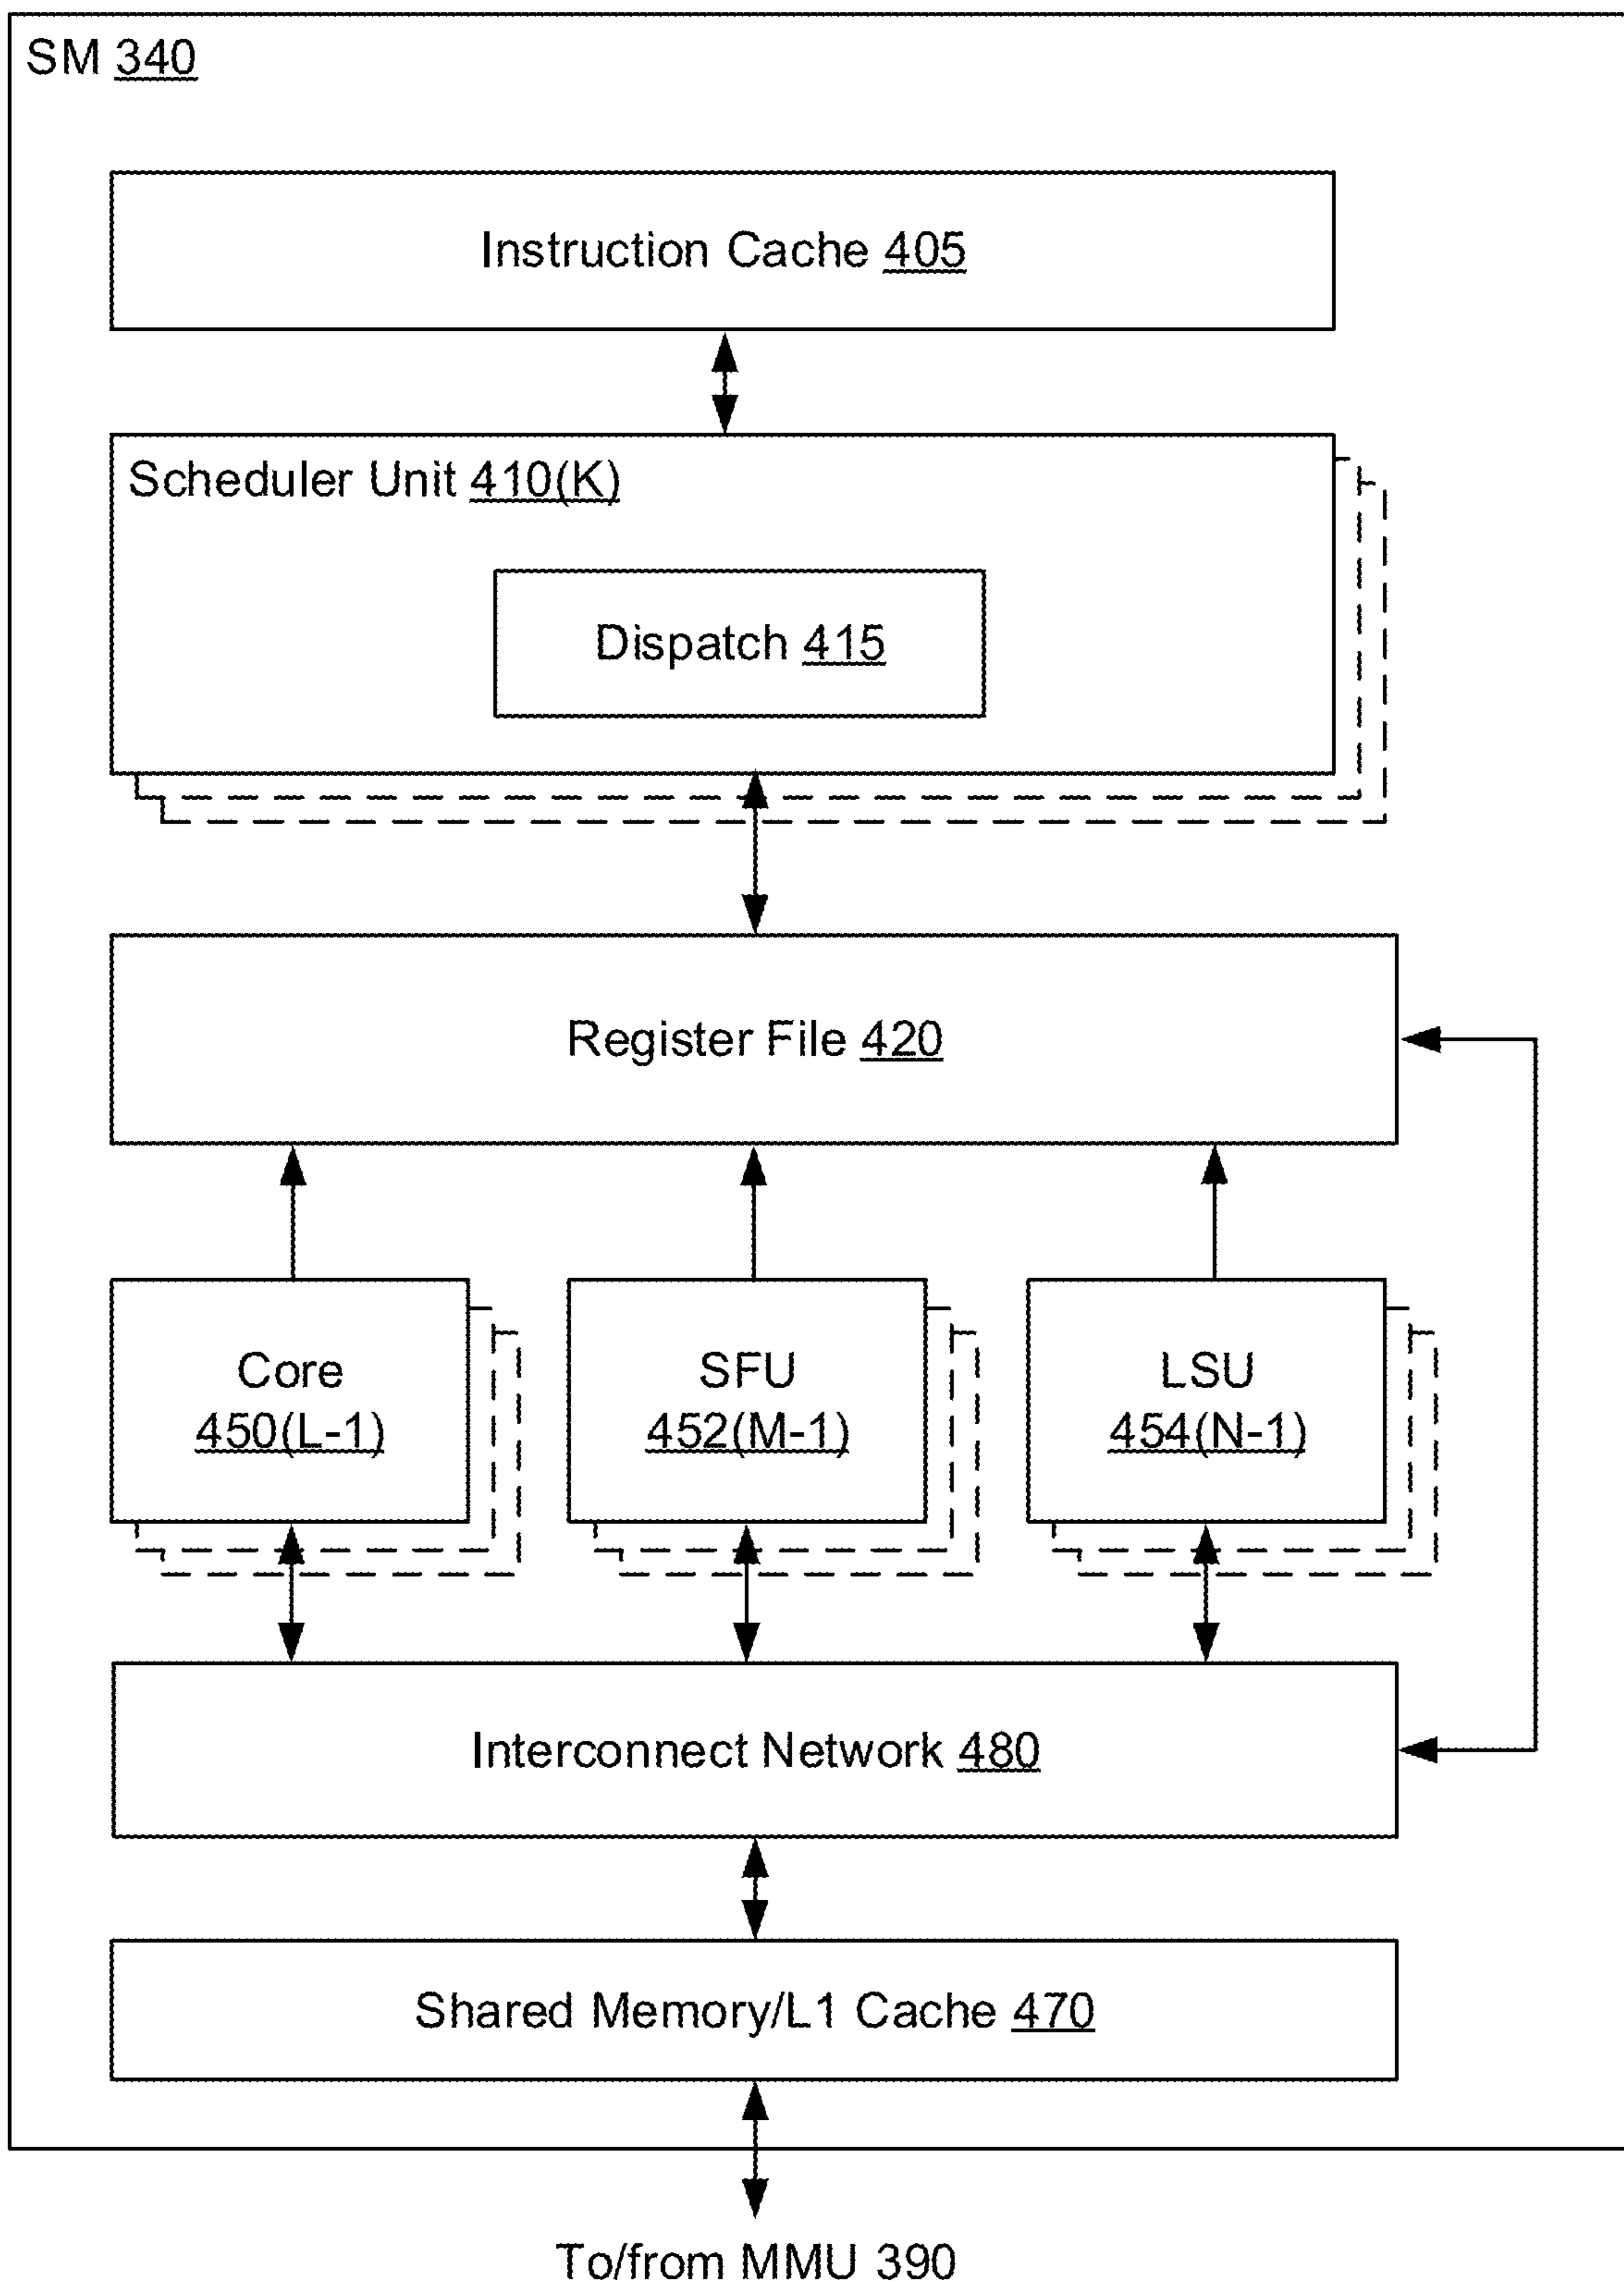 SM 340
Instruction Cache 405
Scheduler Unit 410(K)
Dispatch 415
Register File 420
Core
450(L-1)
SFU
452(M-1)
LSU
454(N-1)
Interconnect Network 480
Shared Memory/L1 Cache 470
To/from MMU 390